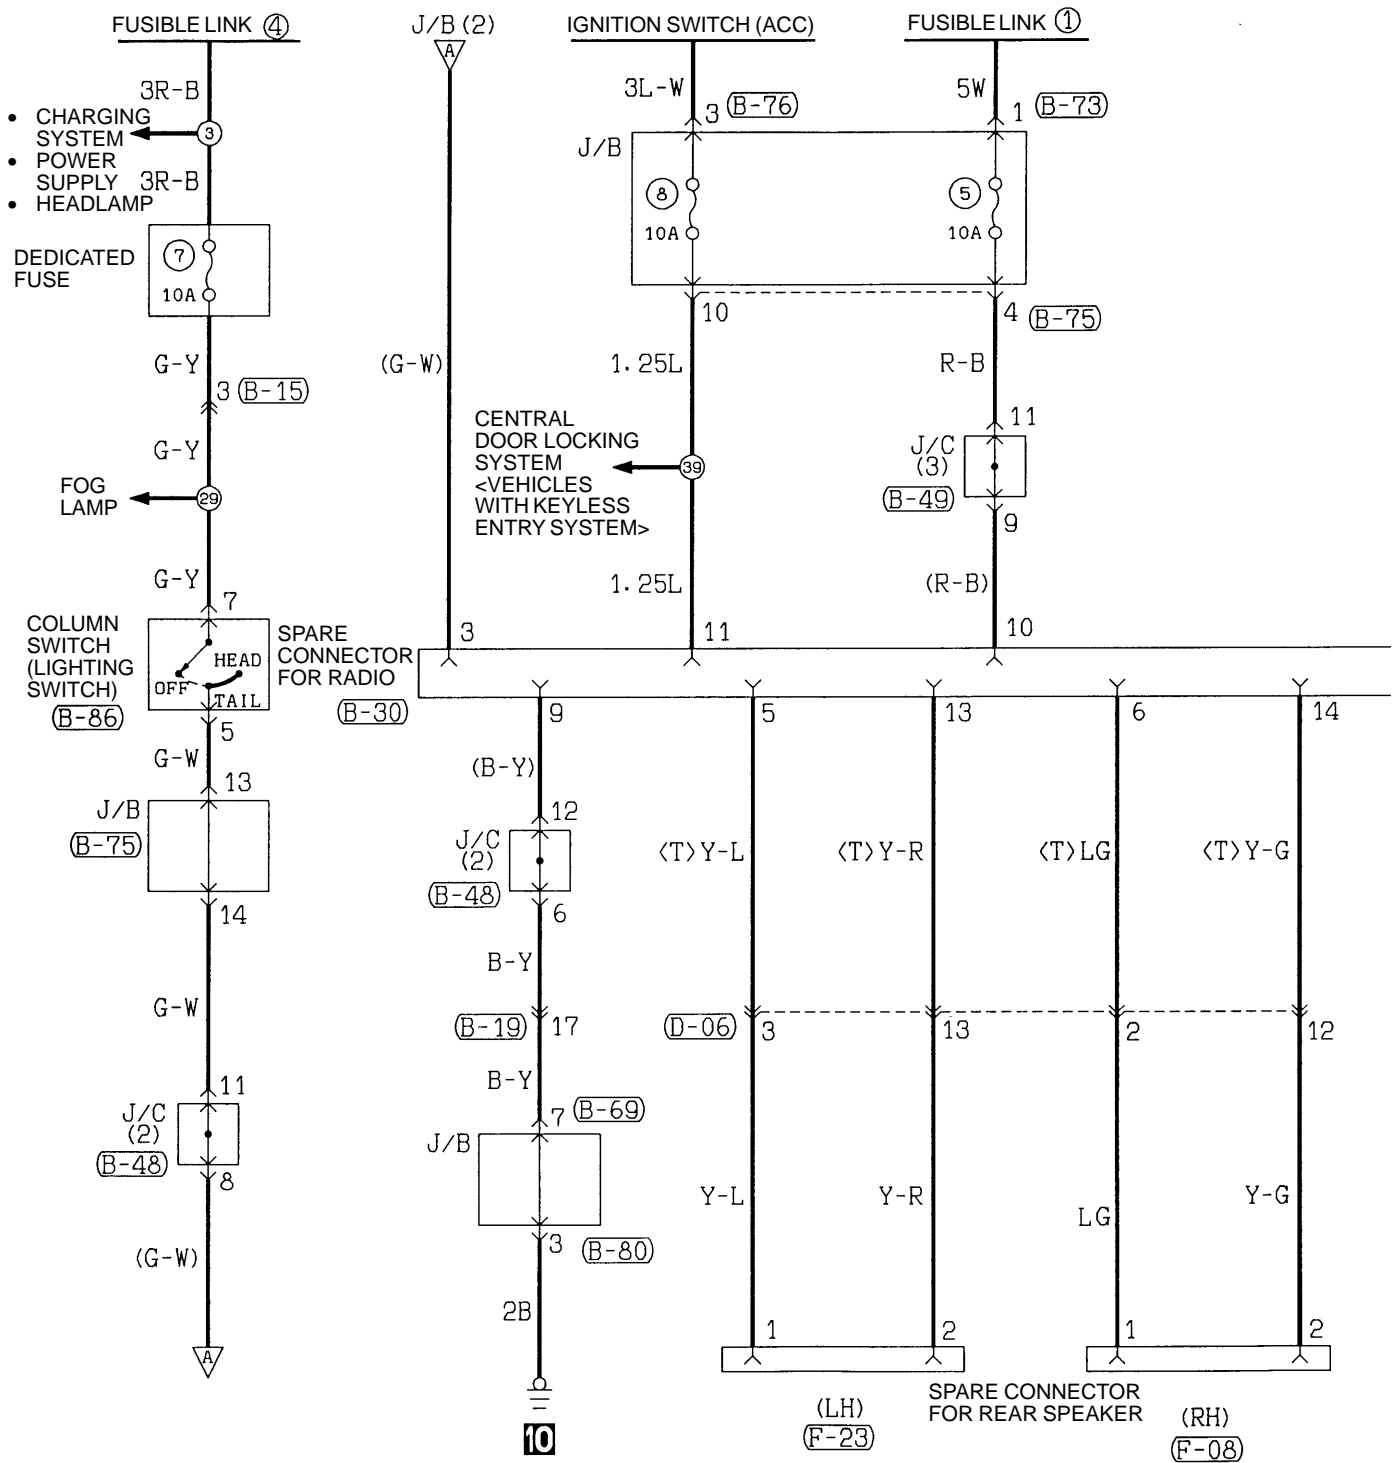 FUSIBLE LINK ④
J/B (2)
IGNITION SWITCH (ACC)
FUSIBLE LINK ①
A
3R-B
3L-W
5W
3
B-76
1
B-73
• CHARGING
SYSTEM
• POWER
SUPPLY
• HEADLAMP
3
3R-B
J/B
8
10A
5
10A
DEDICATED
FUSE
7
10A
10
4
B-75
G-Y
(G-W)
1.25L
R-B
3
B-15
11
G-Y
CENTRAL
DOOR LOCKING
SYSTEM
<VEHICLES
WITH KEYLESS
ENTRY SYSTEM>
39
J/C
(3)
B-49
9
FOG
LAMP
29
G-Y
1.25L
(R-B)
7
COLUMN
SWITCH
(LIGHTING
SWITCH)
B-86
HEAD
OFF
TAIL
5
SPARE
CONNECTOR
FOR RADIO
B-30
3
11
10
9
5
13
6
14
G-W
(B-Y)
13
J/B
B-75
14
12
J/C
(2)
B-48
6
<T>Y-L
<T>Y-R
<T>LG
<T>Y-G
B-Y
G-W
B-19
17
D-06
3
13
2
12
B-Y
11
J/C
(2)
B-48
8
7
B-69
J/B
3
B-80
Y-L
Y-R
LG
Y-G
(G-W)
2B
A
1
2
1
2
10
SPARE CONNECTOR
FOR REAR SPEAKER
(LH)
F-23
(RH)
F-08